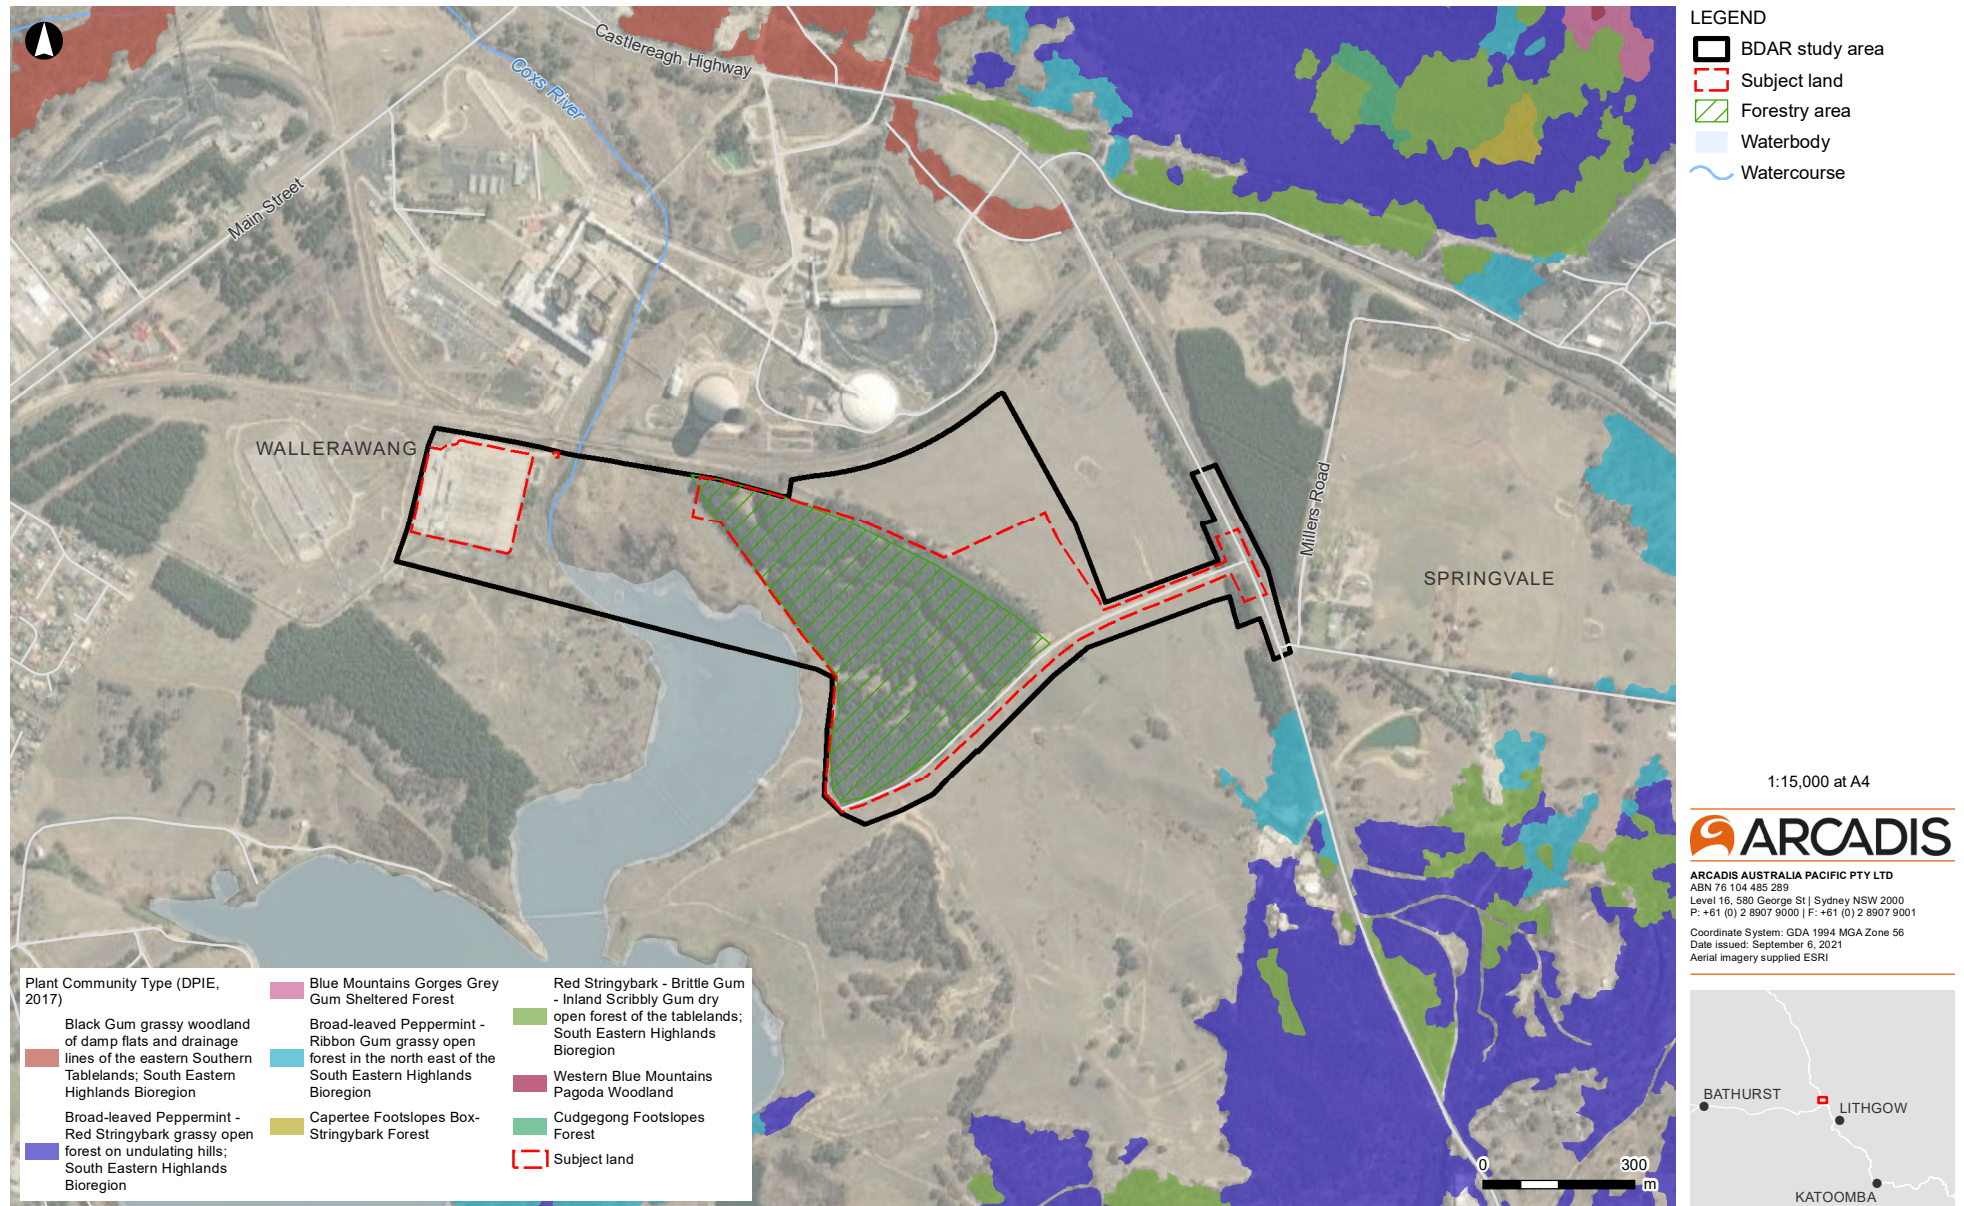 Castlereagh Highway
Coxs River
Main Street
WALLERAWANG
Millers Road
SPRINGVALE
LEGEND
BDAR study area
Subject land
Forestry area
Waterbody
Watercourse
1:15,000 at A4
ARCADIS
ARCADIS AUSTRALIA PACIFIC PTY LTD
ABN 76 104 485 289
Level 16, 580 George St | Sydney NSW 2000
P: +61 (0) 2 8907 9000 | F: +61 (0) 2 8907 9001
Coordinate System: GDA 1994 MGA Zone 56
Date issued: September 6, 2021
Aerial imagery supplied ESRI
Plant Community Type (DPIE,
2017)
Black Gum grassy woodland
of damp flats and drainage
lines of the eastern Southern
Tablelands; South Eastern
Highlands Bioregion
Broad-leaved Peppermint -
Red Stringybark grassy open
forest on undulating hills;
South Eastern Highlands
Bioregion
Blue Mountains Gorges Grey
Gum Sheltered Forest
Broad-leaved Peppermint -
Ribbon Gum grassy open
forest in the north east of the
South Eastern Highlands
Bioregion
Capertee Footslopes Box-
Stringybark Forest
Red Stringybark - Brittle Gum
- Inland Scribbly Gum dry
open forest of the tablelands;
South Eastern Highlands
Bioregion
Western Blue Mountains
Pagoda Woodland
Cudgegong Footslopes
Forest
Subject land
0 300
m
BATHURST
LITHGOW
KATOOMBA